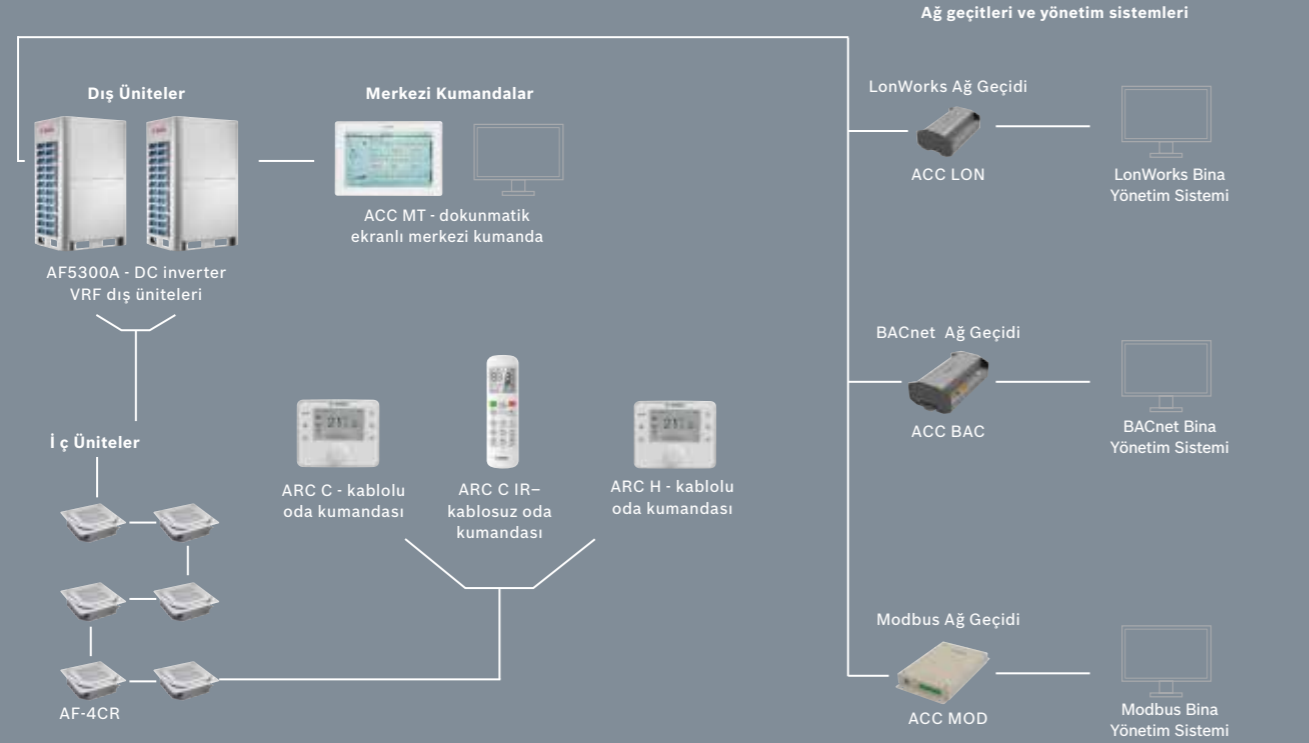 Ağ geçitleri ve yönetim sistemleri
Dış Üniteler
Merkezi Kumandalar
AF5300A - DC inverter
VRF dış üniteleri
ACC MT - dokunmatik
ekranlı merkezi kumanda
İ ç Üniteler
AF-4CR
ARC C - kablolu
oda kumandası
ARC C IR–
kablosuz oda
kumandası
ARC H - kablolu
oda kumandası
LonWorks Ağ Geçidi
ACC LON
LonWorks Bina
Yönetim Sistemi
BACnet  Ağ Geçidi
ACC BAC
BACnet Bina
Yönetim Sistemi
Modbus Ağ Geçidi
ACC MOD
Modbus Bina
Yönetim Sistemi